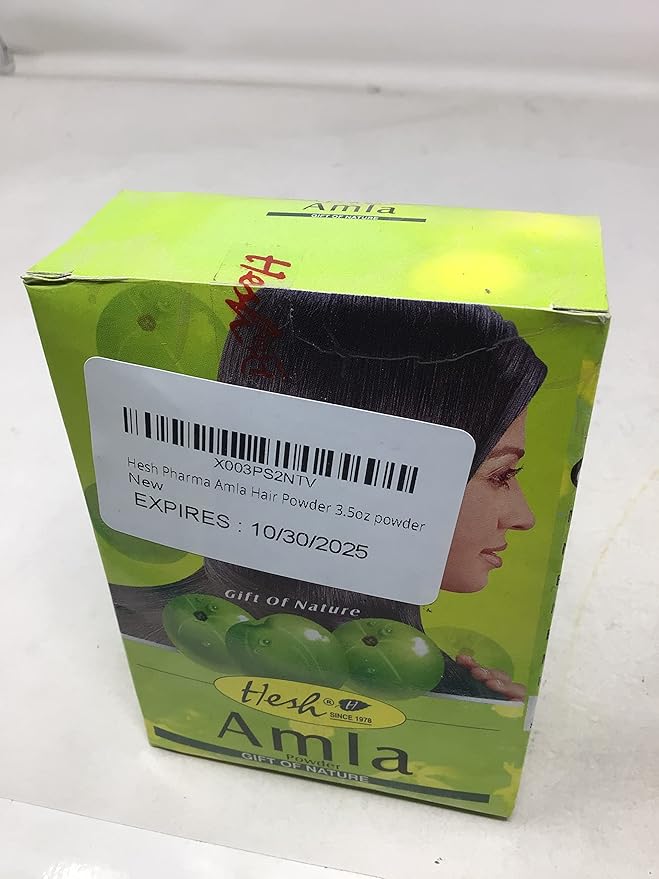 Amla
GIFT OF NATURE
Hesh
X003PS2NTV
Hesh Pharma Amla Hair Powder 3.5oz powder
New
EXPIRES : 10/30/2025
Gift Of Nature
Hesh®
SINCE 1978
Amla
Powder
GIFT OF NATURE